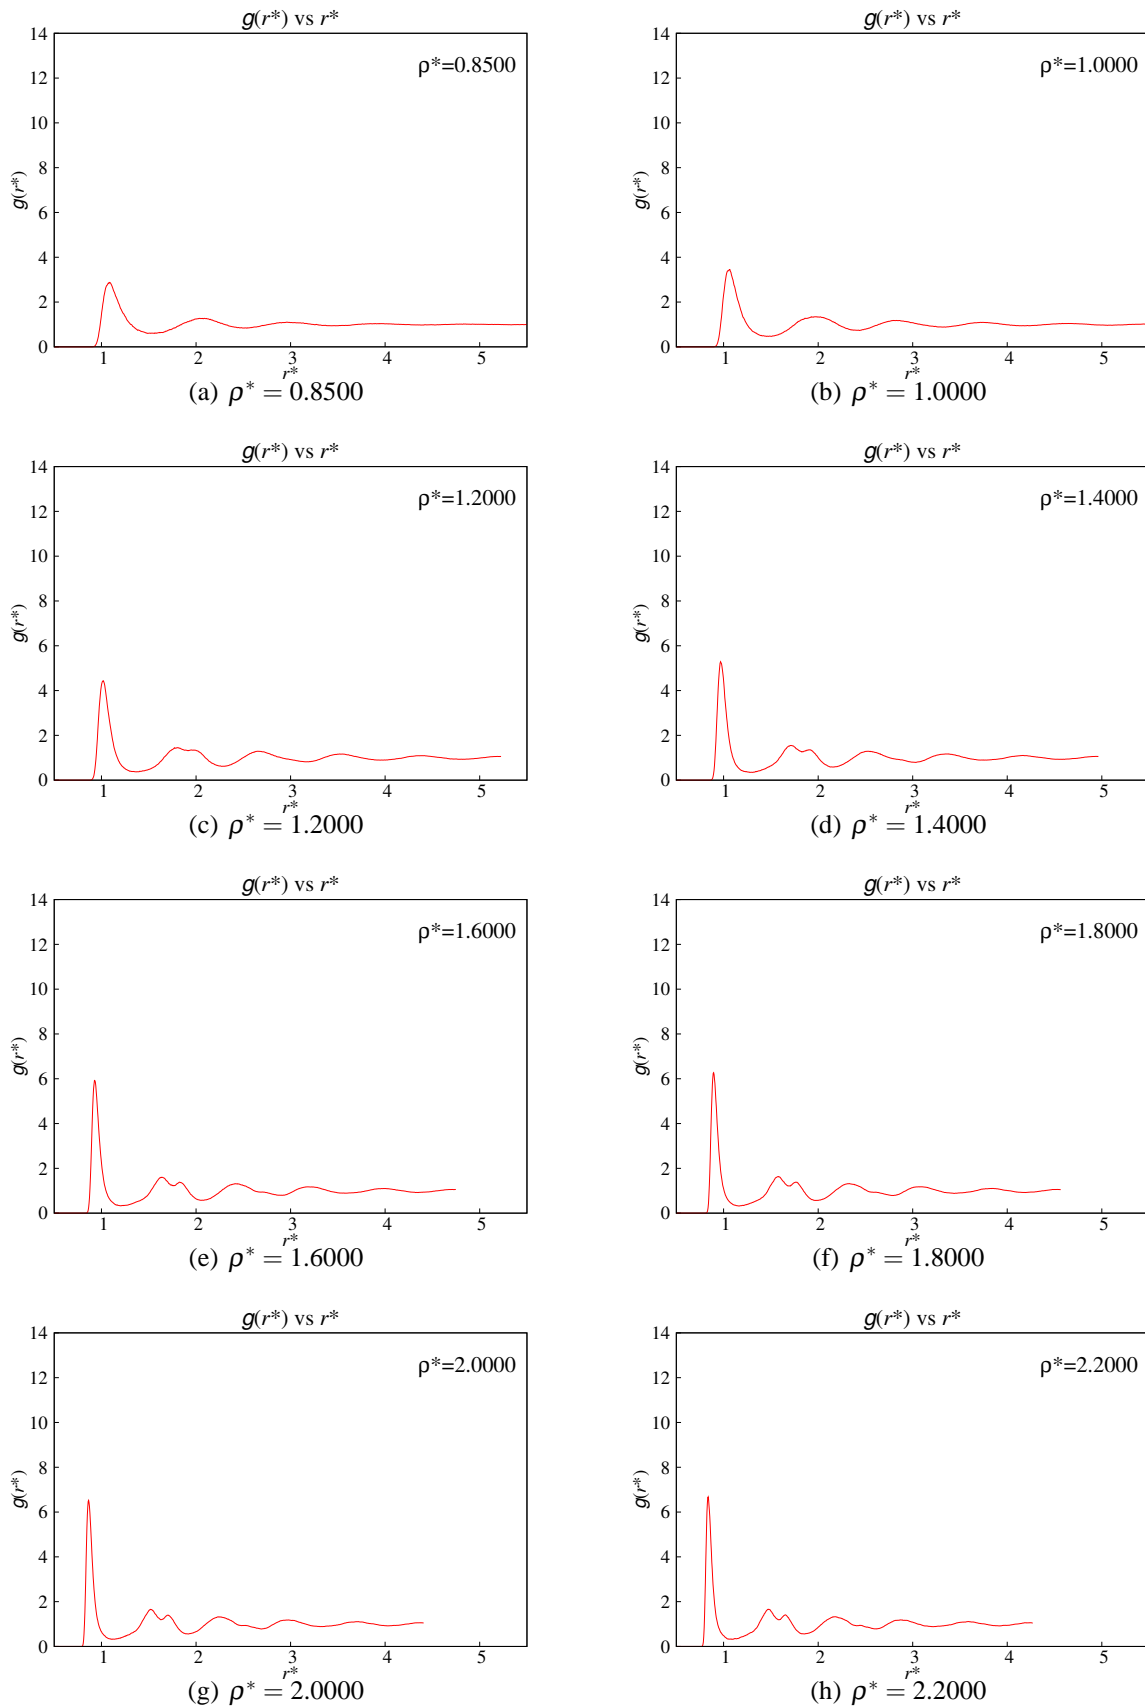 g(r*) vs r*
g(r*) vs r*
ρ*=0.8500
ρ*=1.0000
g(r*)
g(r*)
14
12
10
8
6
4
2
0
14
12
10
8
6
4
2
0
1 2 3 4 5
1 2 3 4 5
r*
r*
(a) ρ* = 0.8500
(b) ρ* = 1.0000
g(r*) vs r*
g(r*) vs r*
ρ*=1.2000
ρ*=1.4000
g(r*)
g(r*)
14
12
10
8
6
4
2
0
14
12
10
8
6
4
2
0
1 2 3 4 5
1 2 3 4 5
r*
r*
(c) ρ* = 1.2000
(d) ρ* = 1.4000
g(r*) vs r*
g(r*) vs r*
ρ*=1.6000
ρ*=1.8000
g(r*)
g(r*)
14
12
10
8
6
4
2
0
14
12
10
8
6
4
2
0
1 2 3 4 5
1 2 3 4 5
r*
r*
(e) ρ* = 1.6000
(f) ρ* = 1.8000
g(r*) vs r*
g(r*) vs r*
ρ*=2.0000
ρ*=2.2000
g(r*)
g(r*)
14
12
10
8
6
4
2
0
14
12
10
8
6
4
2
0
1 2 3 4 5
1 2 3 4 5
r*
r*
(g) ρ* = 2.0000
(h) ρ* = 2.2000